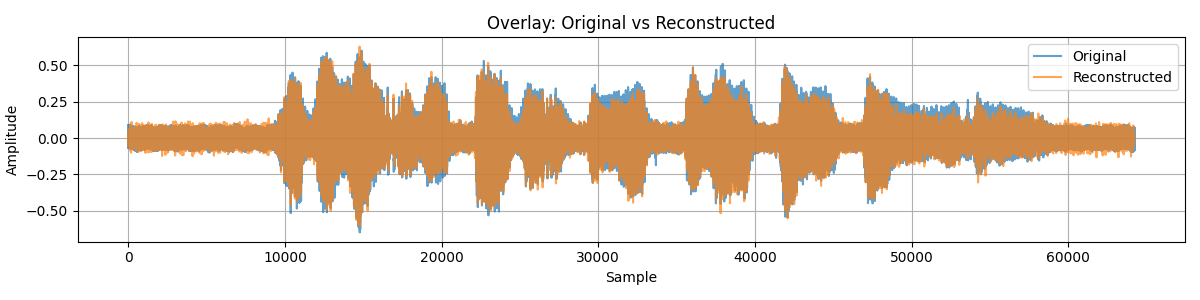 Overlay: Original vs Reconstructed
Original
Reconstructed
Amplitude
0.50
0.25
0.00
−0.25
−0.50
0
10000
20000
30000
40000
50000
60000
Sample